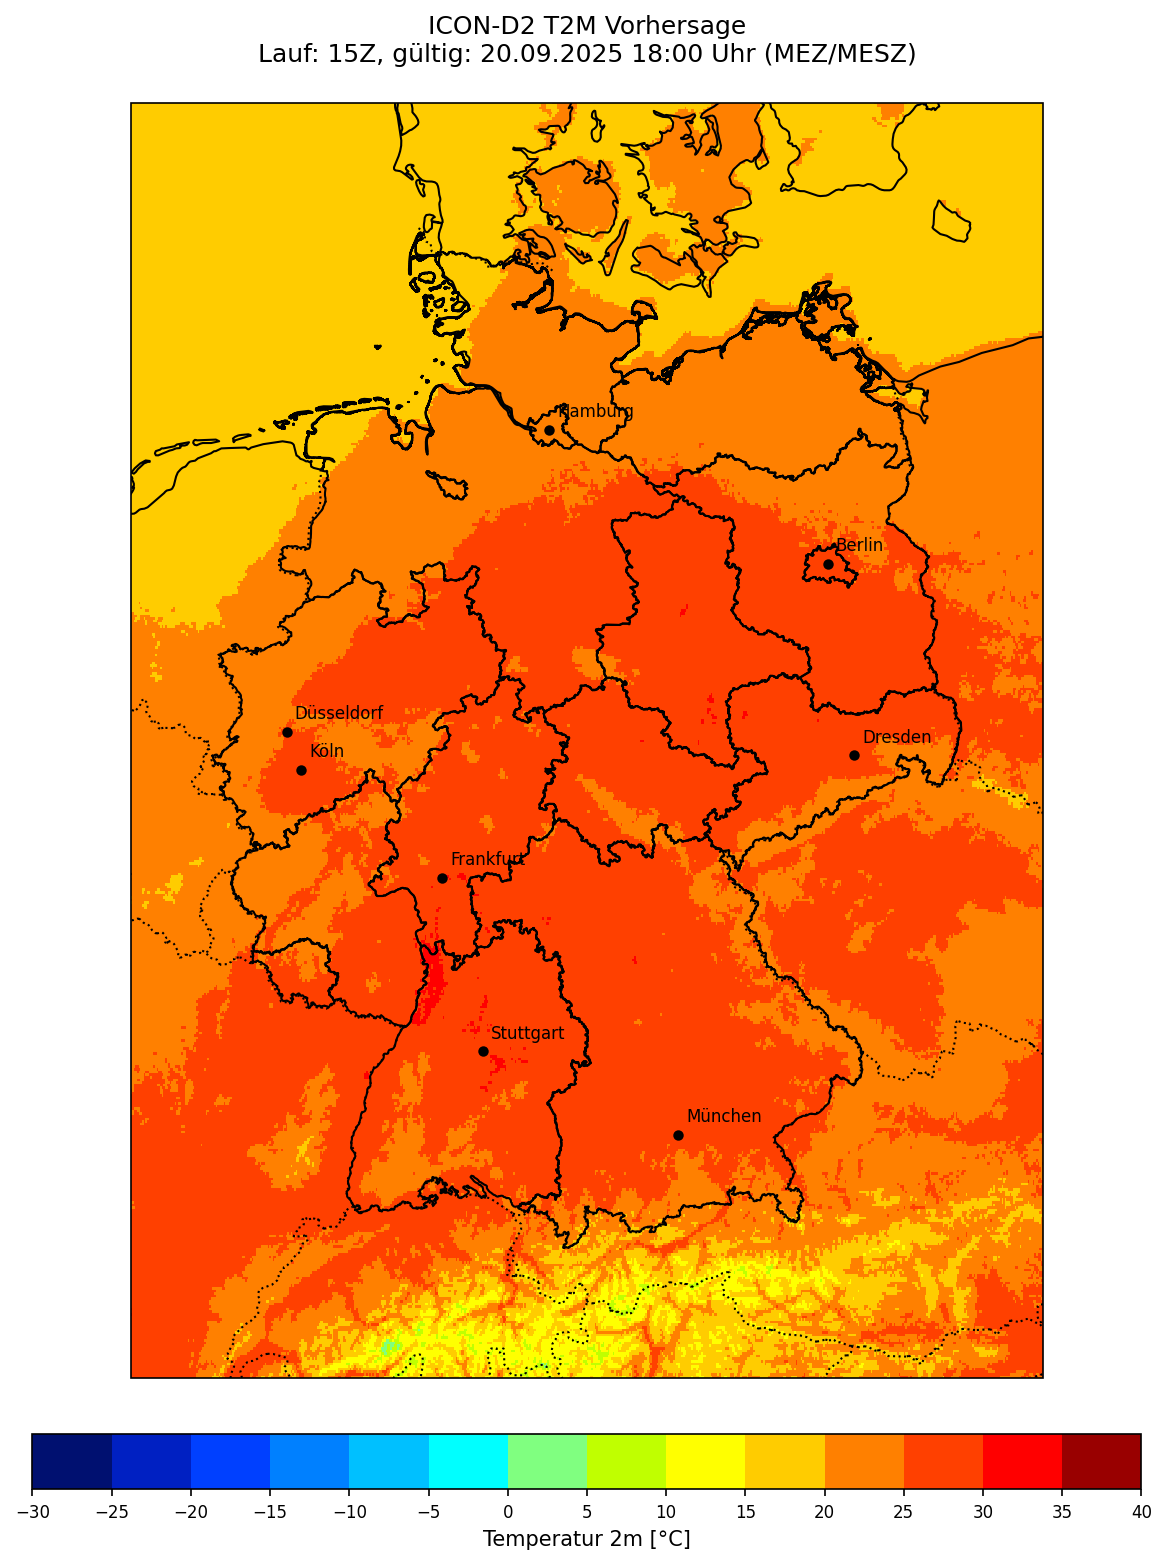 ICON-D2 T2M Vorhersage
Lauf: 15Z, gültig: 20.09.2025 18:00 Uhr (MEZ/MESZ)
Hamburg
Berlin
Düsseldorf
Köln
Dresden
Frankfurt
Stuttgart
München
−30 −25 −20 −15 −10 −5 0 5 10 15 20 25 30 35 40
Temperatur 2m [°C]